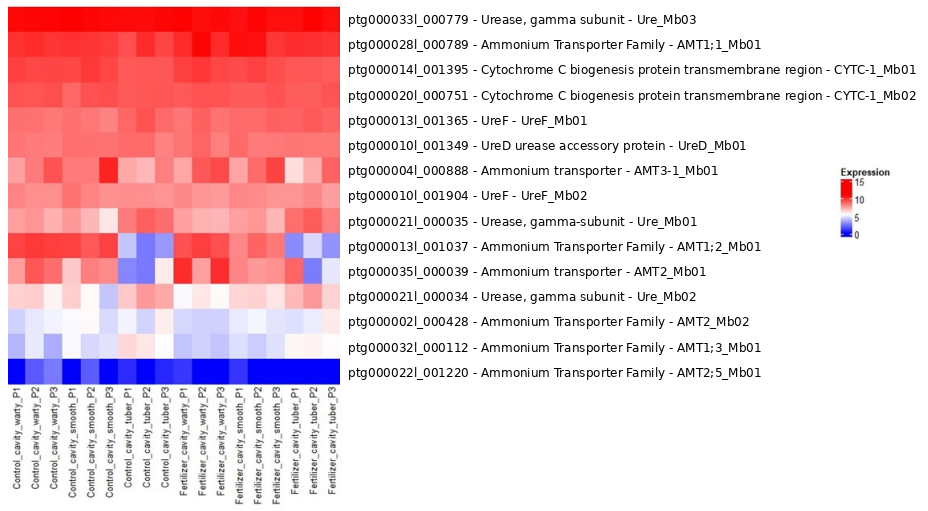 ptg000033l_000779 - Urease, gamma subunit - Ure_Mb03
ptg000028l_000789 - Ammonium Transporter Family - AMT1;1_Mb01
ptg000014l_001395 - Cytochrome C biogenesis protein transmembrane region - CYTC-1_Mb01
ptg000020l_000751 - Cytochrome C biogenesis protein transmembrane region - CYTC-1_Mb02
ptg000013l_001365 - UreF - UreF_Mb01
ptg000010l_001349 - UreD urease accessory protein - UreD_Mb01
ptg000004l_000888 - Ammonium transporter - AMT3-1_Mb01
ptg000010l_001904 - UreF - UreF_Mb02
ptg000021l_000035 - Urease, gamma-subunit - Ure_Mb01
ptg000013l_001037 - Ammonium Transporter Family - AMT1;2_Mb01
ptg000035l_000039 - Ammonium transporter - AMT2_Mb01
ptg000021l_000034 - Urease, gamma subunit - Ure_Mb02
ptg000002l_000428 - Ammonium Transporter Family - AMT2_Mb02
ptg000032l_000112 - Ammonium Transporter Family - AMT1;3_Mb01
ptg000022l_001220 - Ammonium Transporter Family - AMT2;5_Mb01
Expression
15
10
5
0
Control_cavity_warty_P1
Control_cavity_warty_P2
Control_cavity_warty_P3
Control_cavity_smooth_P1
Control_cavity_smooth_P2
Control_cavity_smooth_P3
Control_cavity_tuber_P1
Control_cavity_tuber_P2
Control_cavity_tuber_P3
Fertilizer_cavity_warty_P1
Fertilizer_cavity_warty_P2
Fertilizer_cavity_warty_P3
Fertilizer_cavity_smooth_P1
Fertilizer_cavity_smooth_P2
Fertilizer_cavity_smooth_P3
Fertilizer_cavity_tuber_P1
Fertilizer_cavity_tuber_P2
Fertilizer_cavity_tuber_P3